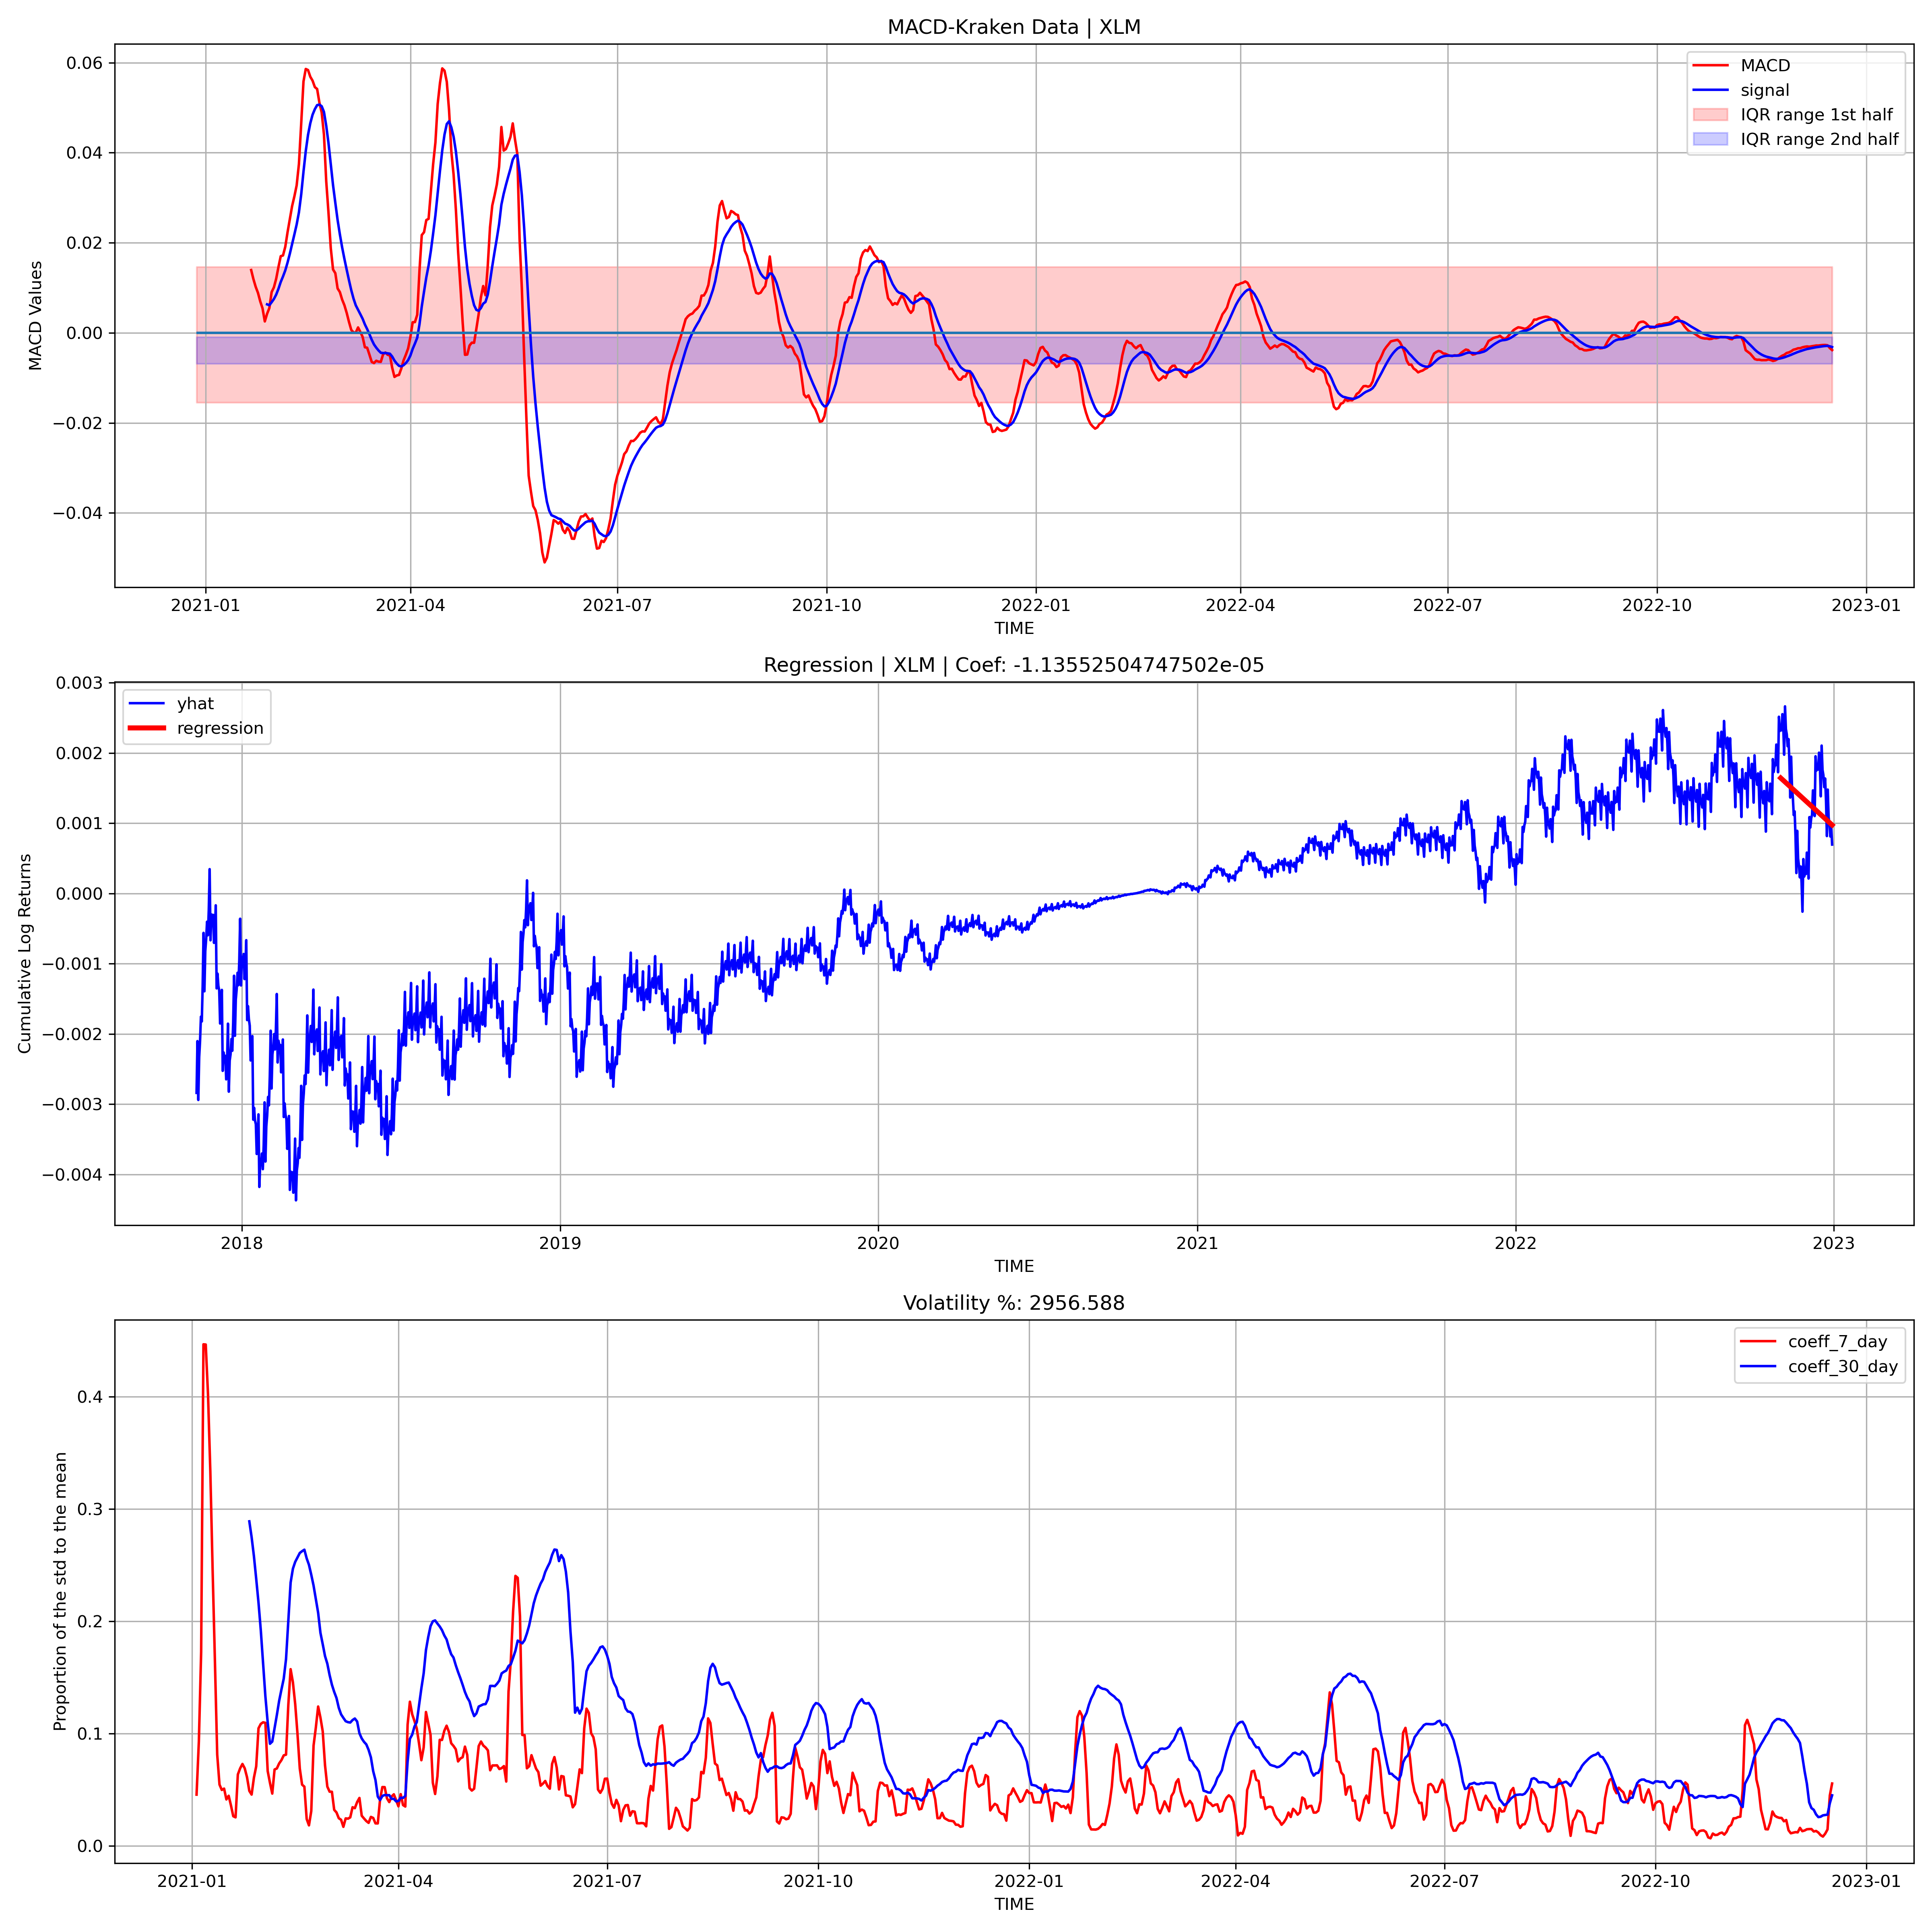 MACD-Kraken Data | XLM
MACD Values
0.06
0.04
0.02
0.00
−0.02
−0.04
MACD
signal
IQR range 1st half
IQR range 2nd half
2021-01
2021-04
2021-07
2021-10
2022-01
2022-04
2022-07
2022-10
2023-01
TIME
Regression | XLM | Coef: -1.13552504747502e-05
Cumulative Log Returns
0.003
0.002
0.001
0.000
−0.001
−0.002
−0.003
−0.004
yhat
regression
2018
2019
2020
2021
2022
2023
TIME
Volatility %: 2956.588
Proportion of the std to the mean
0.4
0.3
0.2
0.1
0.0
coeff_7_day
coeff_30_day
2021-01
2021-04
2021-07
2021-10
2022-01
2022-04
2022-07
2022-10
2023-01
TIME